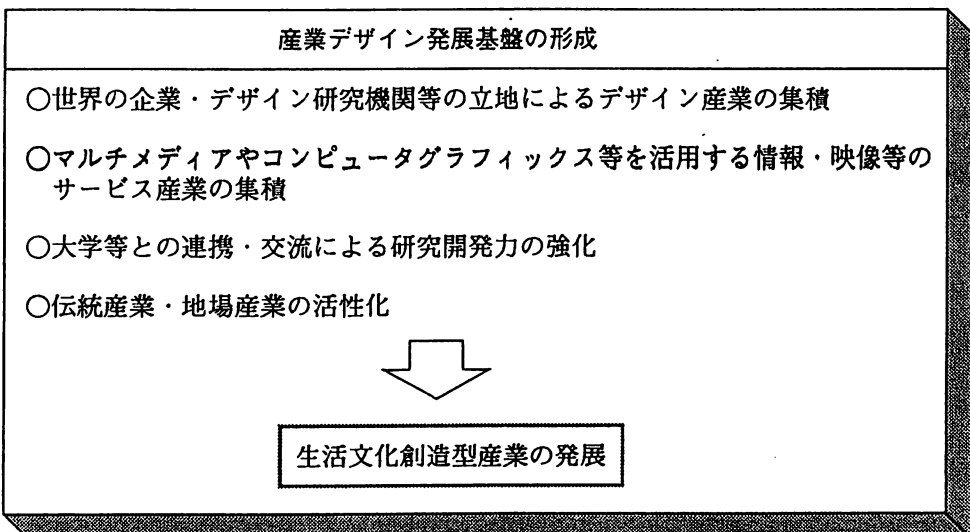 産業デザイン発展基盤の形成
○世界の企業・デザイン研究機関等の立地によるデザイン産業の集積
○マルチメディアやコンピュータグラフィックス等を活用する情報・映像等の
サービス産業の集積
○大学等との連携・交流による研究開発力の強化
○伝統産業・地場産業の活性化
生活文化創造型産業の発展